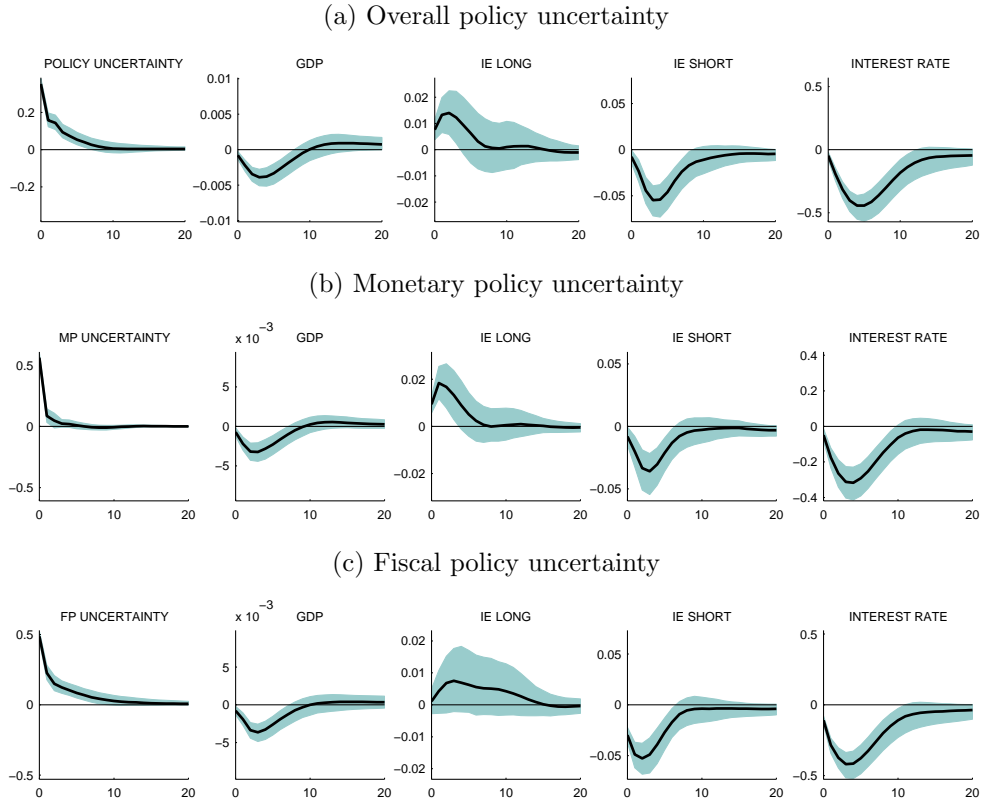 (a) Overall policy uncertainty
POLICY UNCERTAINTY GDP IE LONG IE SHORT INTEREST RATE
0.2
0
−0.2
0 10 20
0.01
0.005
0
−0.005
−0.01
0 10 20
0.02
0.01
0
−0.01
−0.02
0 10 20
0.05
0
−0.05
0 10 20
0.5
0
−0.5
0 10 20
(b) Monetary policy uncertainty
MP UNCERTAINTY GDP IE LONG IE SHORT INTEREST RATE
0.5
0
−0.5
0 10 20
x 10−3
5
0
−5
0 10 20
0.02
0
−0.02
0 10 20
0.05
0
−0.05
0 10 20
0.4
0.2
0
−0.2
−0.4
0 10 20
(c) Fiscal policy uncertainty
FP UNCERTAINTY GDP IE LONG IE SHORT INTEREST RATE
0.5
0
−0.5
0 10 20
x 10−3
5
0
−5
0 10 20
0.02
0.01
0
−0.01
−0.02
0 10 20
0.05
0
−0.05
0 10 20
0.5
0
−0.5
0 10 20